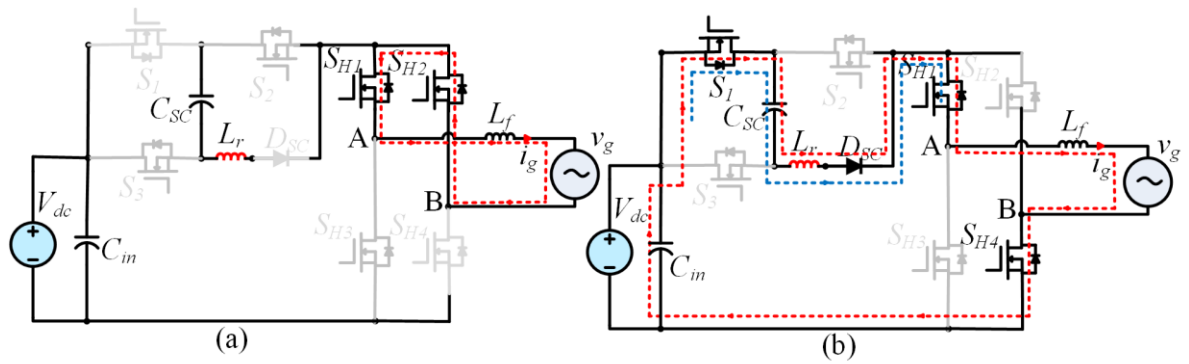 S1
S2
SH1
SH2
CSC
Lr
DSC
A
Lf
vg
ig
S3
B
Vdc
SH3
SH4
Cin
(a)
S1
S2
SH1
SH2
CSC
Lr
DSC
A
Lf
vg
ig
S3
B
Vdc
SH3
SH4
Cin
(b)